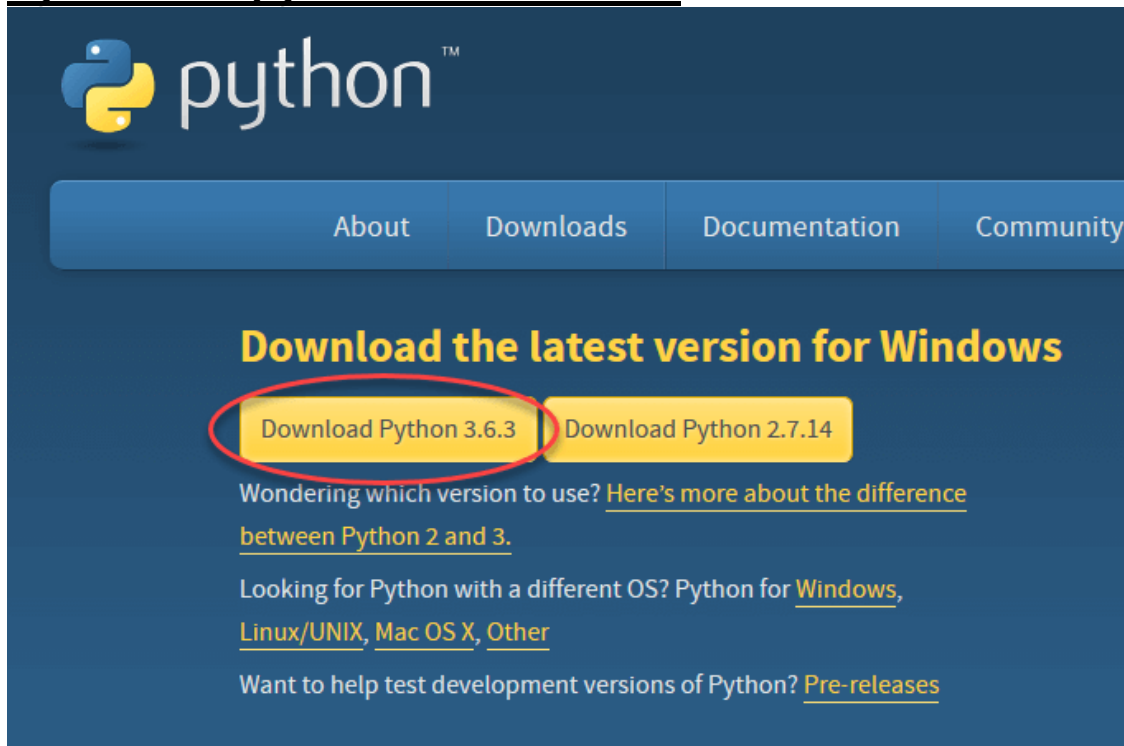 python™
About Downloads Documentation Community
Download the latest version for Windows
Download Python 3.6.3 Download Python 2.7.14
Wondering which version to use? Here's more about the difference
between Python 2 and 3.
Looking for Python with a different OS? Python for Windows,
Linux/UNIX, Mac OS X, Other
Want to help test development versions of Python? Pre-releases